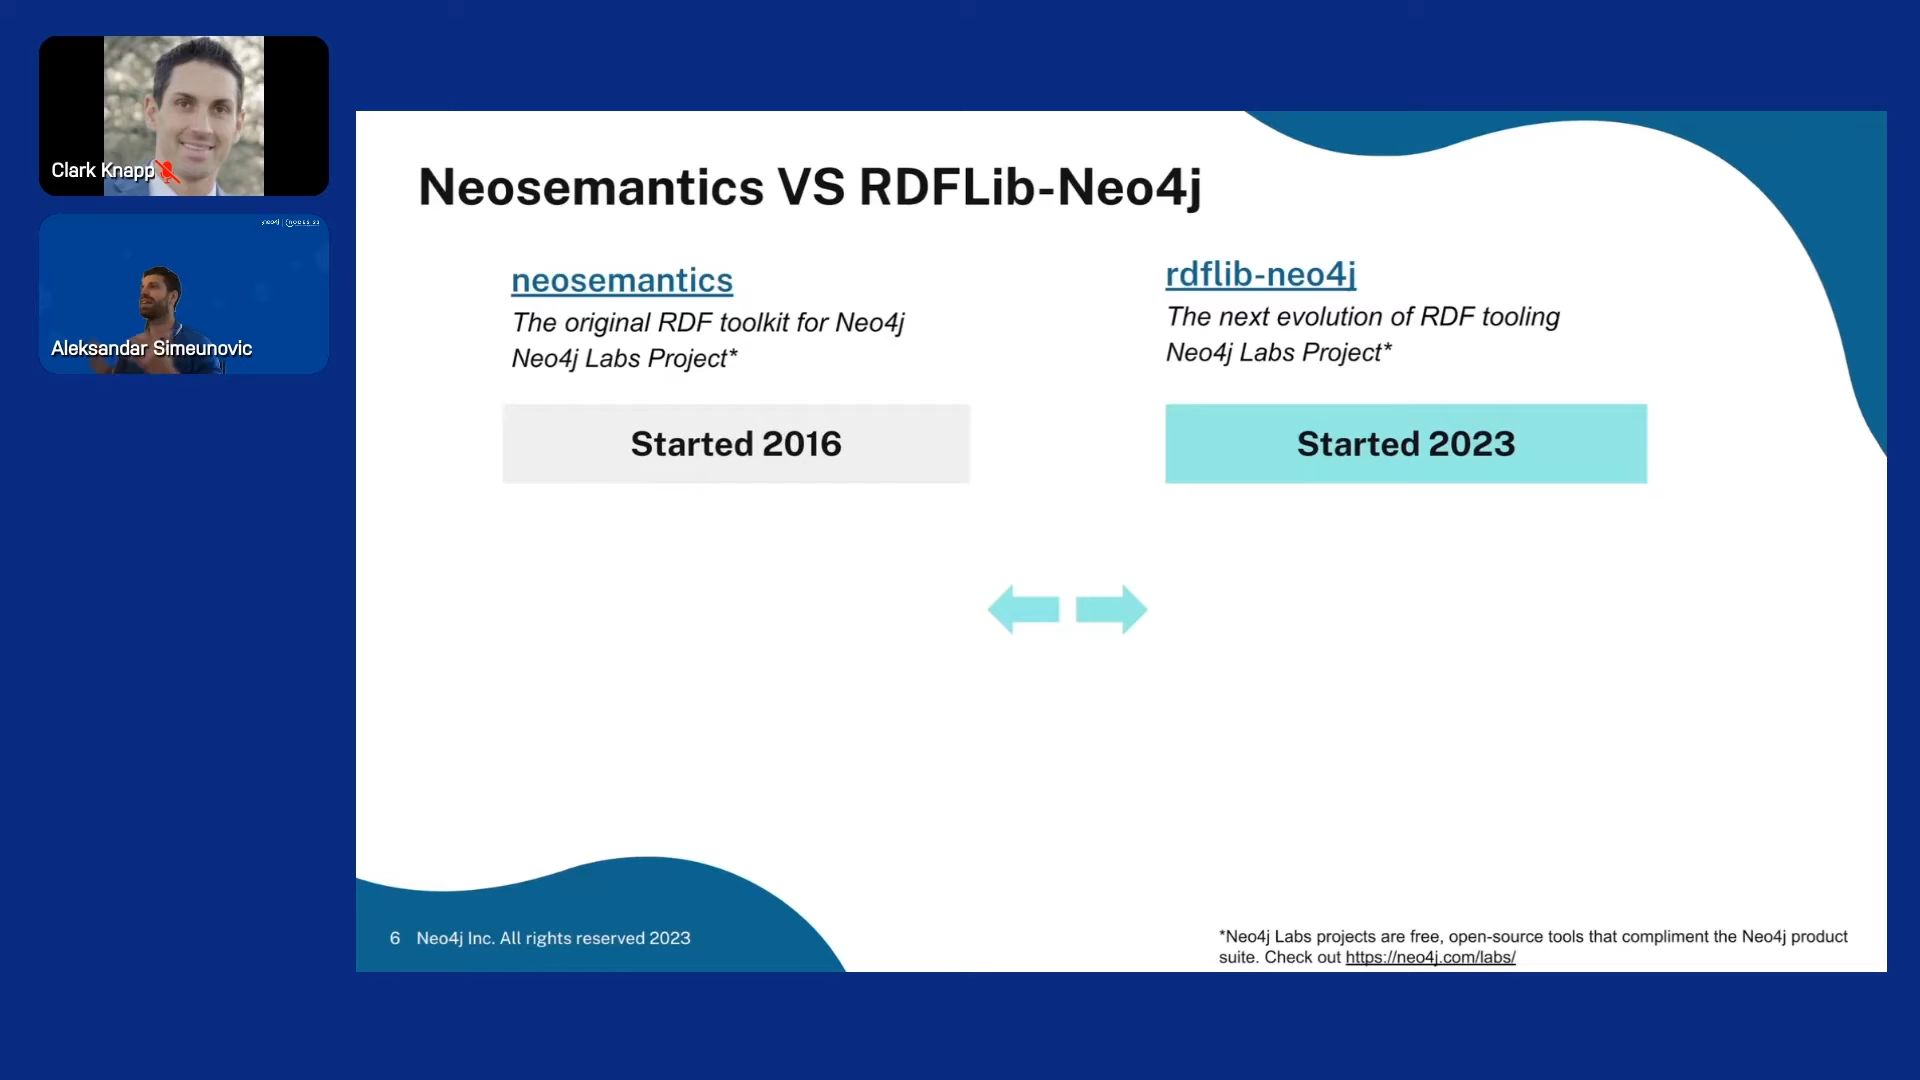 Clark Knapp
neo4j
NODES 23
Aleksandar Simeunovic
Neosemantics VS RDFLib-Neo4j
neosemantics
The original RDF toolkit for Neo4j
Neo4j Labs Project*
Started 2016
rdflib-neo4j
The next evolution of RDF tooling
Neo4j Labs Project*
Started 2023
6 Neo4j Inc. All rights reserved 2023
*Neo4j Labs projects are free, open-source tools that compliment the Neo4j product
suite. Check out https://neo4j.com/labs/